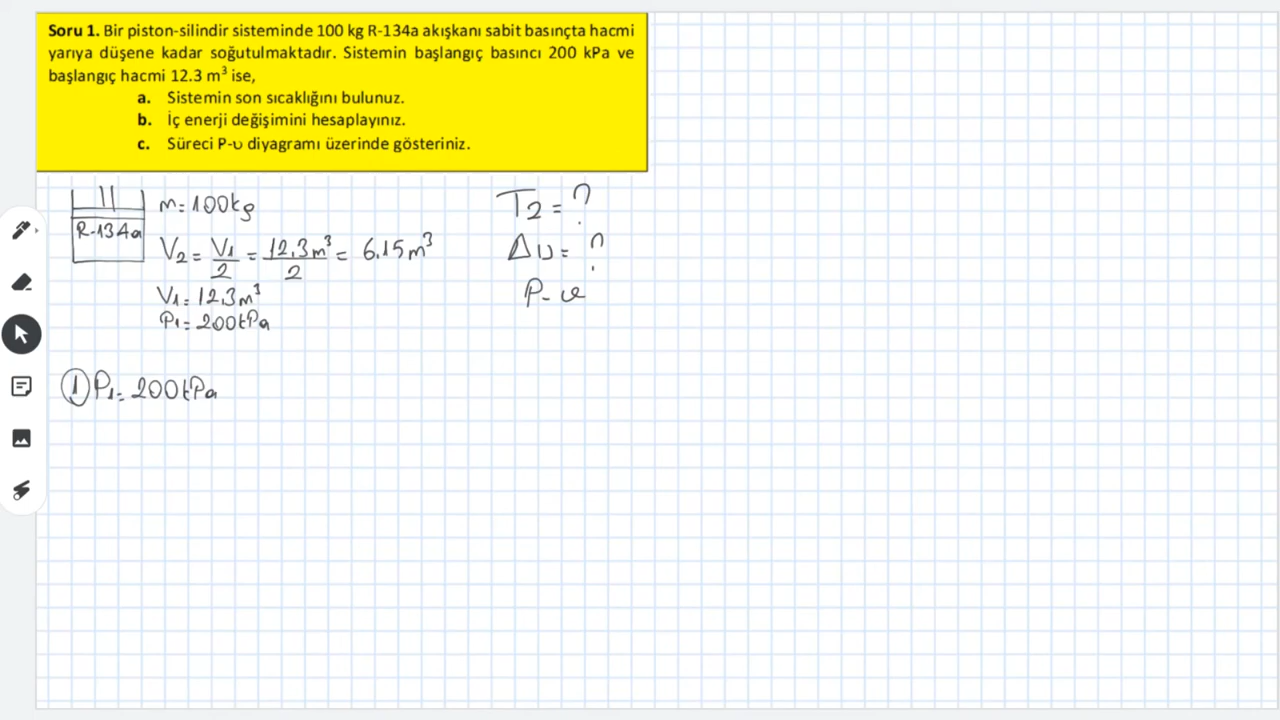 Soru 1. Bir piston-silindir sisteminde 100 kg R-134a akışkanı sabit basınçta hacmi
yarıya düşene kadar soğutulmaktadır. Sistemin başlangıç basıncı 200 kPa ve
başlangıç hacmi 12.3 m³ ise,
a. Sistemin son sıcaklığını bulunuz.
b. İç enerji değişimini hesaplayınız.
c. Süreci P-υ diyagramı üzerinde gösteriniz.
R-134a
m = 100kg
V₂ = V₁/2 = 12.3m³/2 = 6.15m³
V₁ = 12.3m³
P₁ = 200kPa
T₂ = ?
ΔU = ?
P-υ
① P₁ = 200kPa